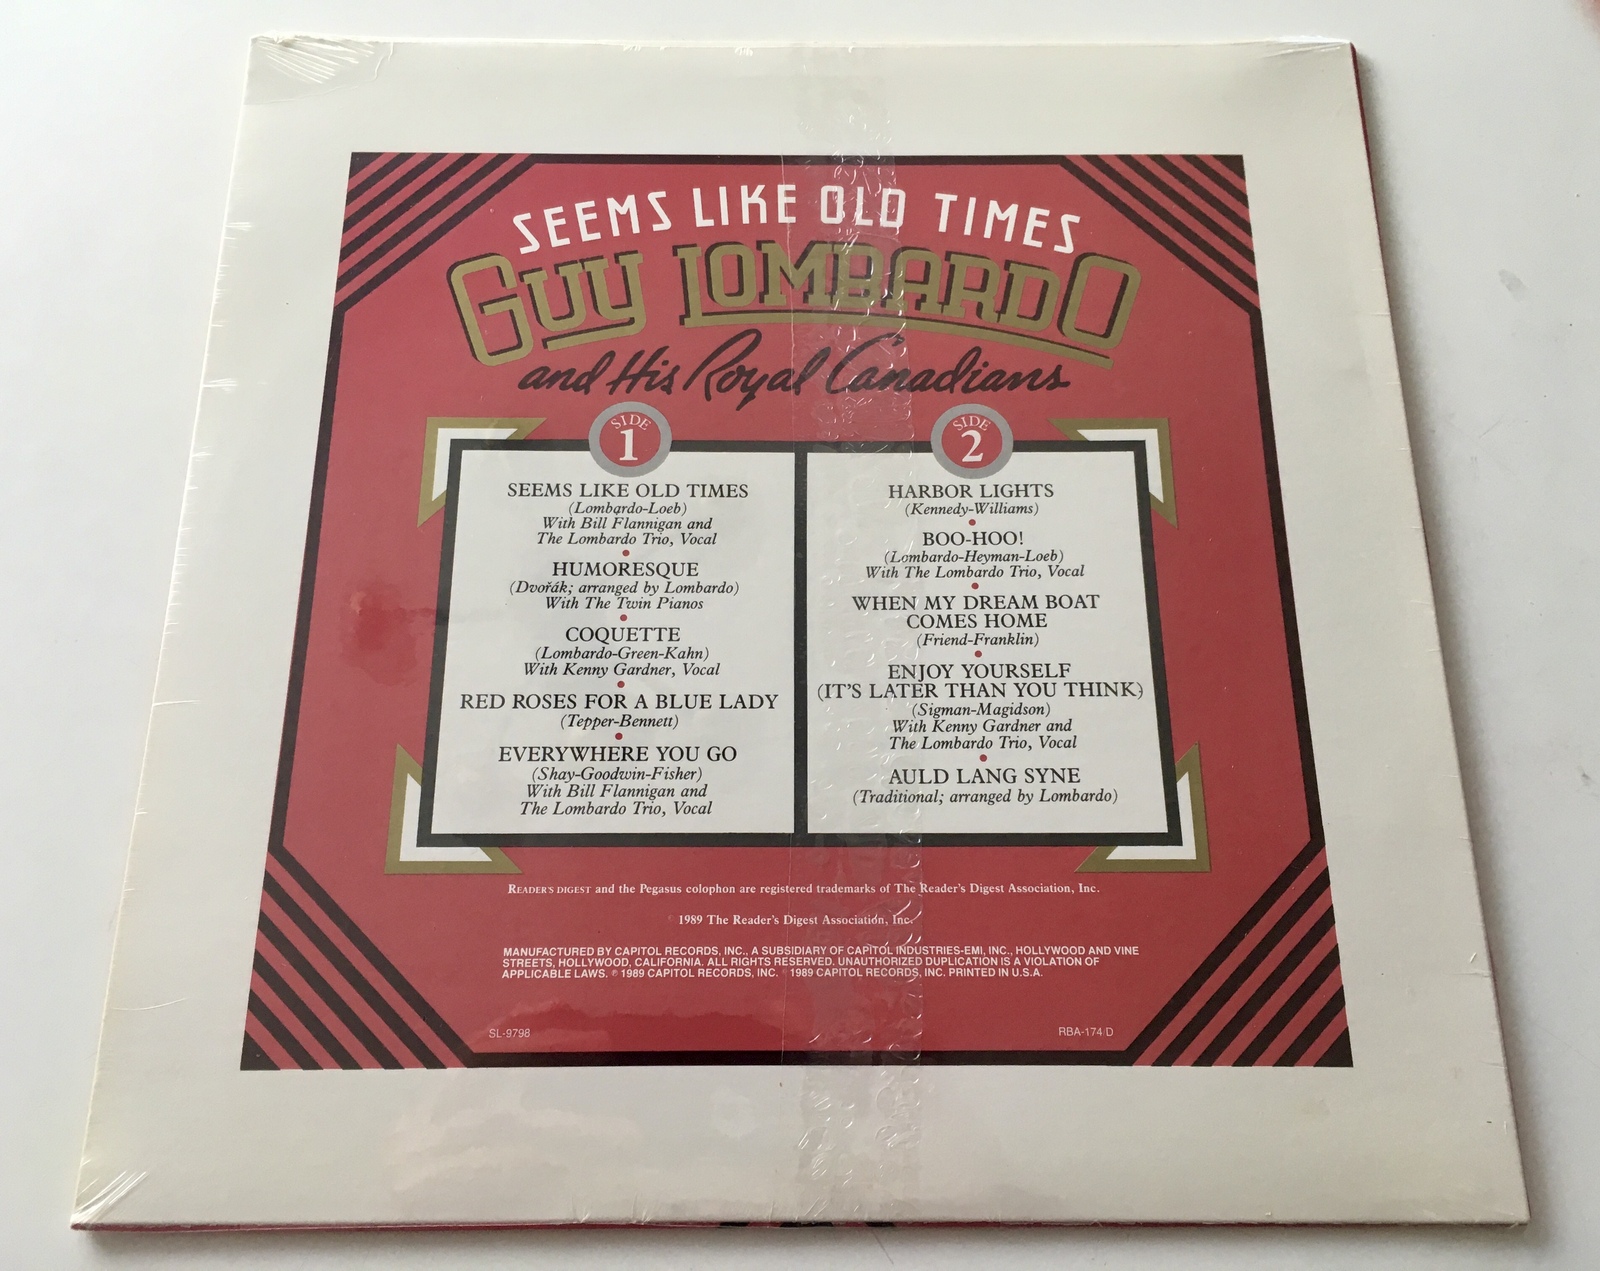 SEEMS LIKE OLD TIMES
GUY LOMBARDO
and His Royal Canadians
SIDE
1
SEEMS LIKE OLD TIMES
(Lombardo-Loeb)
With Bill Flannigan and
The Lombardo Trio, Vocal
HUMORESQUE
(Dvořák; arranged by Lombardo)
With The Twin Pianos
COQUETTE
(Lombardo-Green-Kahn)
With Kenny Gardner, Vocal
RED ROSES FOR A BLUE LADY
(Tepper-Bennett)
EVERYWHERE YOU GO
(Shay-Goodwin-Fisher)
With Bill Flannigan and
The Lombardo Trio, Vocal
SIDE
2
HARBOR LIGHTS
(Kennedy-Williams)
BOO-HOO!
(Lombardo-Heyman-Loeb)
With The Lombardo Trio, Vocal
WHEN MY DREAM BOAT
COMES HOME
(Friend-Franklin)
ENJOY YOURSELF
(IT'S LATER THAN YOU THINK)
(Sigman-Magidson)
With Kenny Gardner and
The Lombardo Trio, Vocal
AULD LANG SYNE
(Traditional; arranged by Lombardo)
READER'S DIGEST and the Pegasus colophon are registered trademarks of The Reader's Digest Association, Inc.
1989 The Reader's Digest Association, Inc.
MANUFACTURED BY CAPITOL RECORDS, INC., A SUBSIDIARY OF CAPITOL INDUSTRIES-EMI, INC., HOLLYWOOD AND VINE
STREETS, HOLLYWOOD, CALIFORNIA. ALL RIGHTS RESERVED. UNAUTHORIZED DUPLICATION IS A VIOLATION OF
APPLICABLE LAWS. ℗ 1989 CAPITOL RECORDS, INC. © 1989 CAPITOL RECORDS, INC. PRINTED IN U.S.A.
SL-9798
RBA-174/D